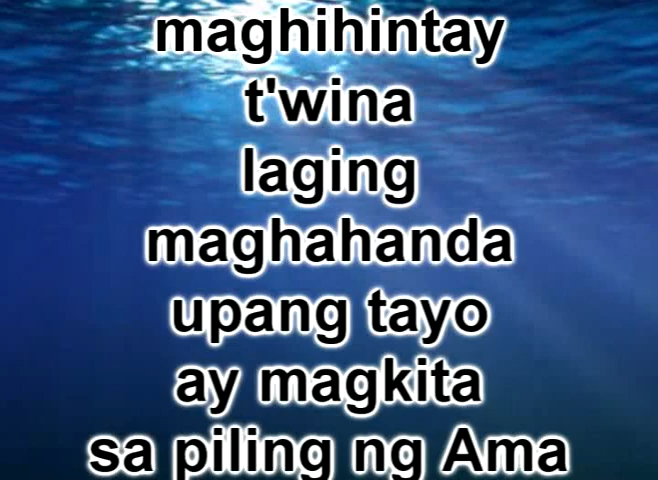 maghihintay
t'wina
laging
maghahanda
upang tayo
ay magkita
sa piling ng Ama